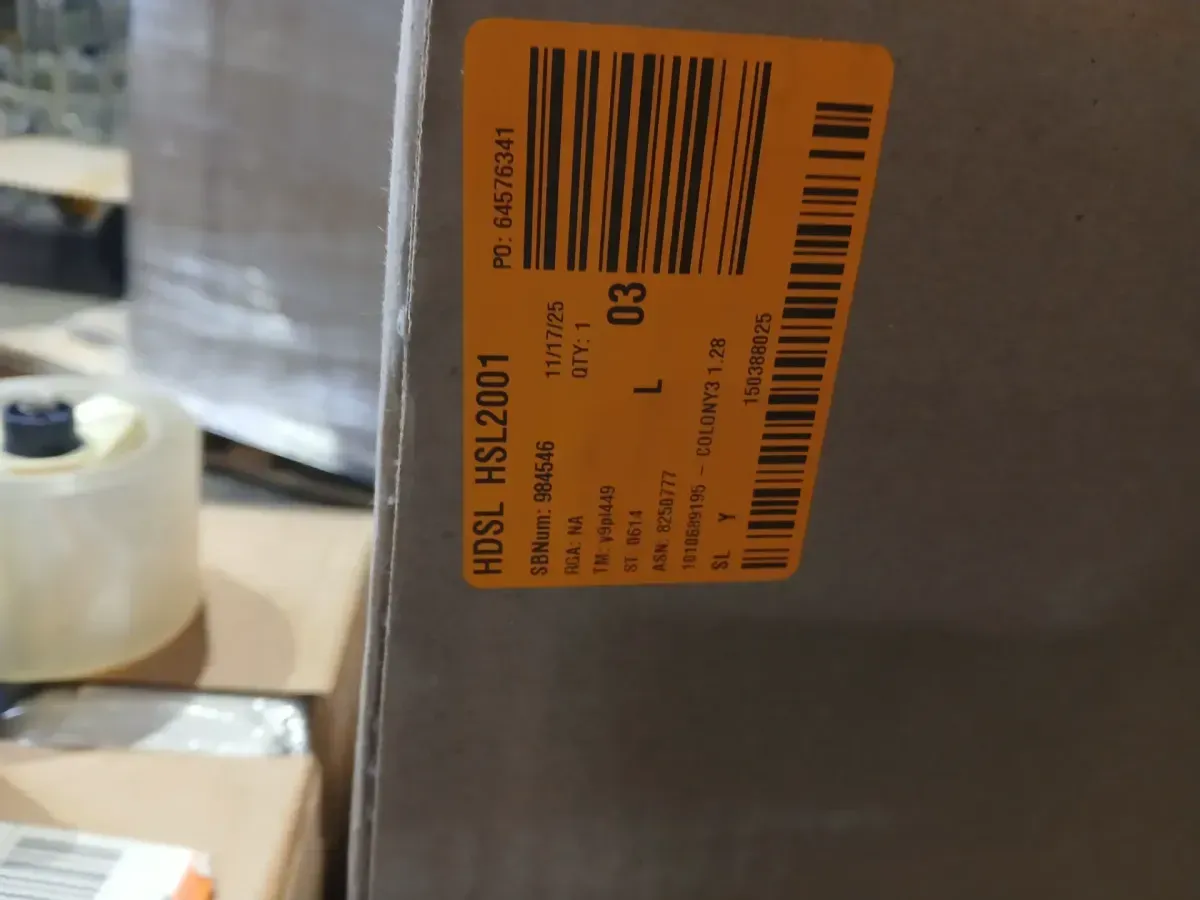 HDSL HSL2001
PO: 64576341
SBNum: 984546
11/17/25
RGA: NA
QTY: 1
TM: y9pl449
ST 0614
L
03
ASN: 8250777
1010689195 - COLONY3 1.28
SL Y
150388025